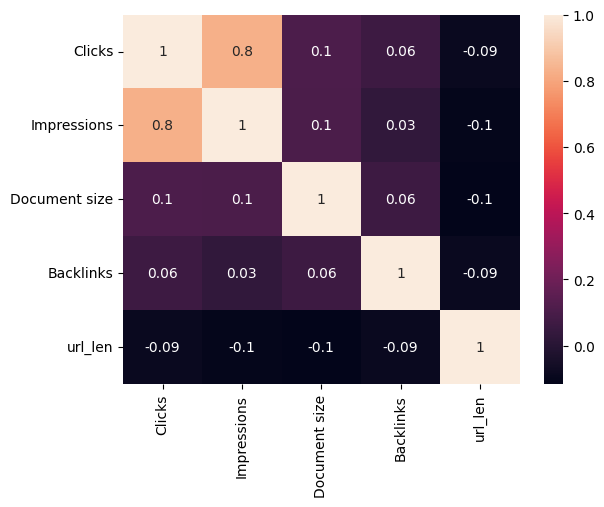 Clicks 1 0.8 0.1 0.06 -0.09
Impressions 0.8 1 0.1 0.03 -0.1
Document size 0.1 0.1 1 0.06 -0.1
Backlinks 0.06 0.03 0.06 1 -0.09
url_len -0.09 -0.1 -0.1 -0.09 1
Clicks
Impressions
Document size
Backlinks
url_len
1.0
0.8
0.6
0.4
0.2
0.0